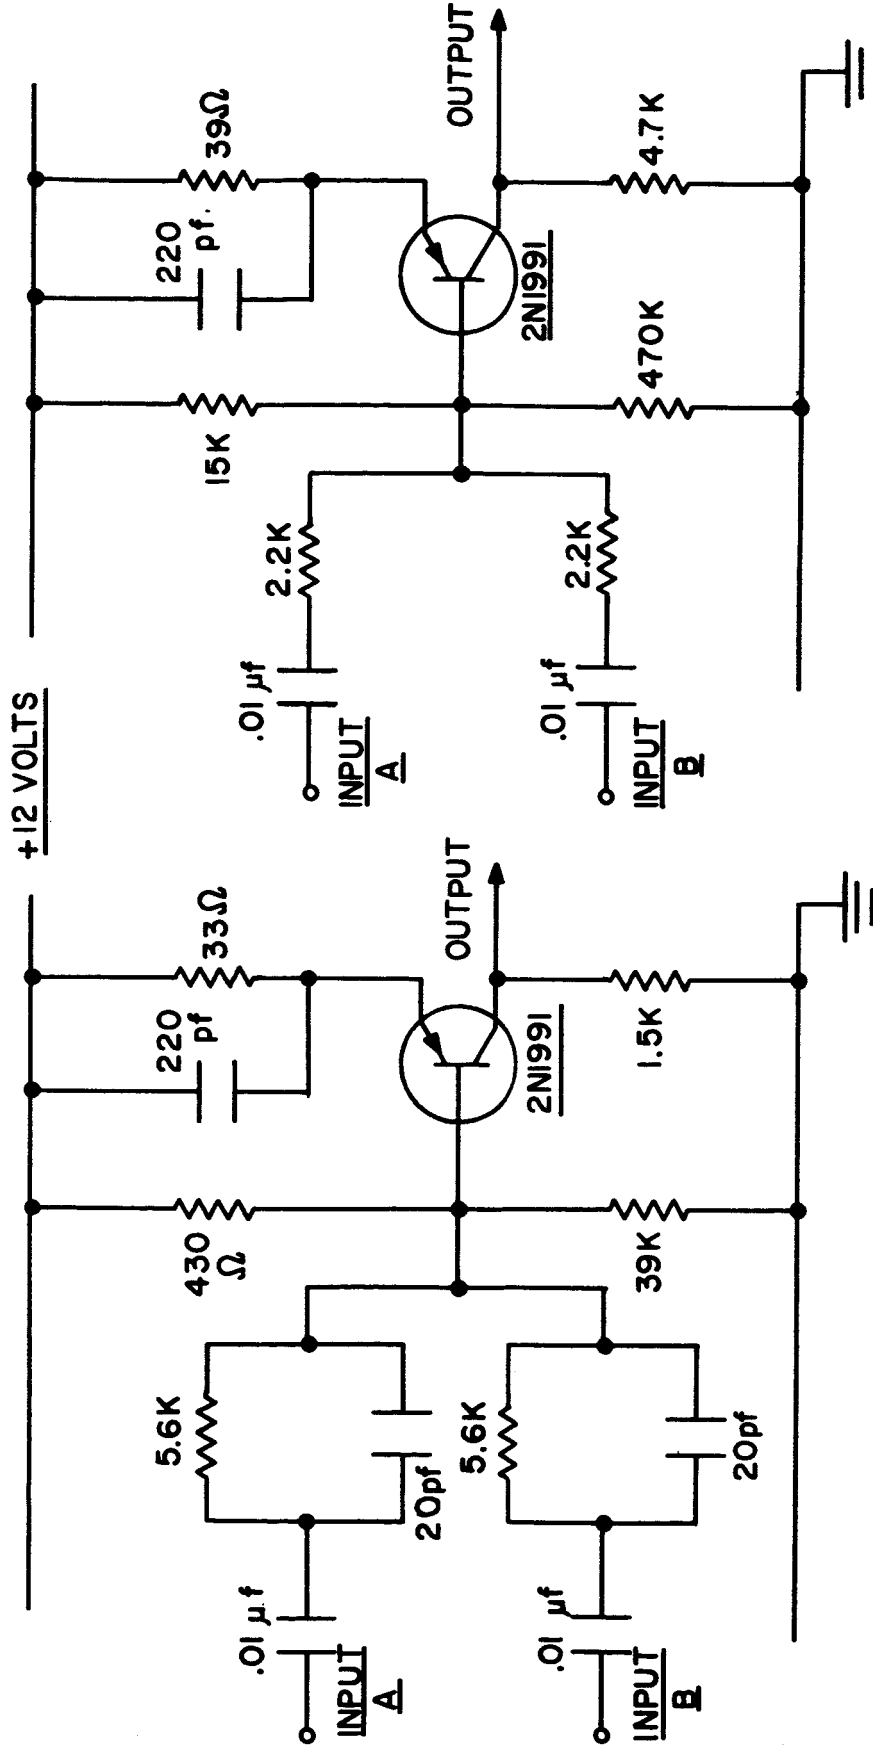 +12 VOLTS
430
Ω
220
pf
33Ω
5.6K
20pf
.01 µf
INPUT
A
5.6K
20pf
.01 µf
INPUT
B
39K
2N1991
1.5K
OUTPUT
15K
220
pf.
39Ω
2.2K
.01 µf
INPUT
A
2.2K
.01 µf
INPUT
B
470K
2N1991
4.7K
OUTPUT